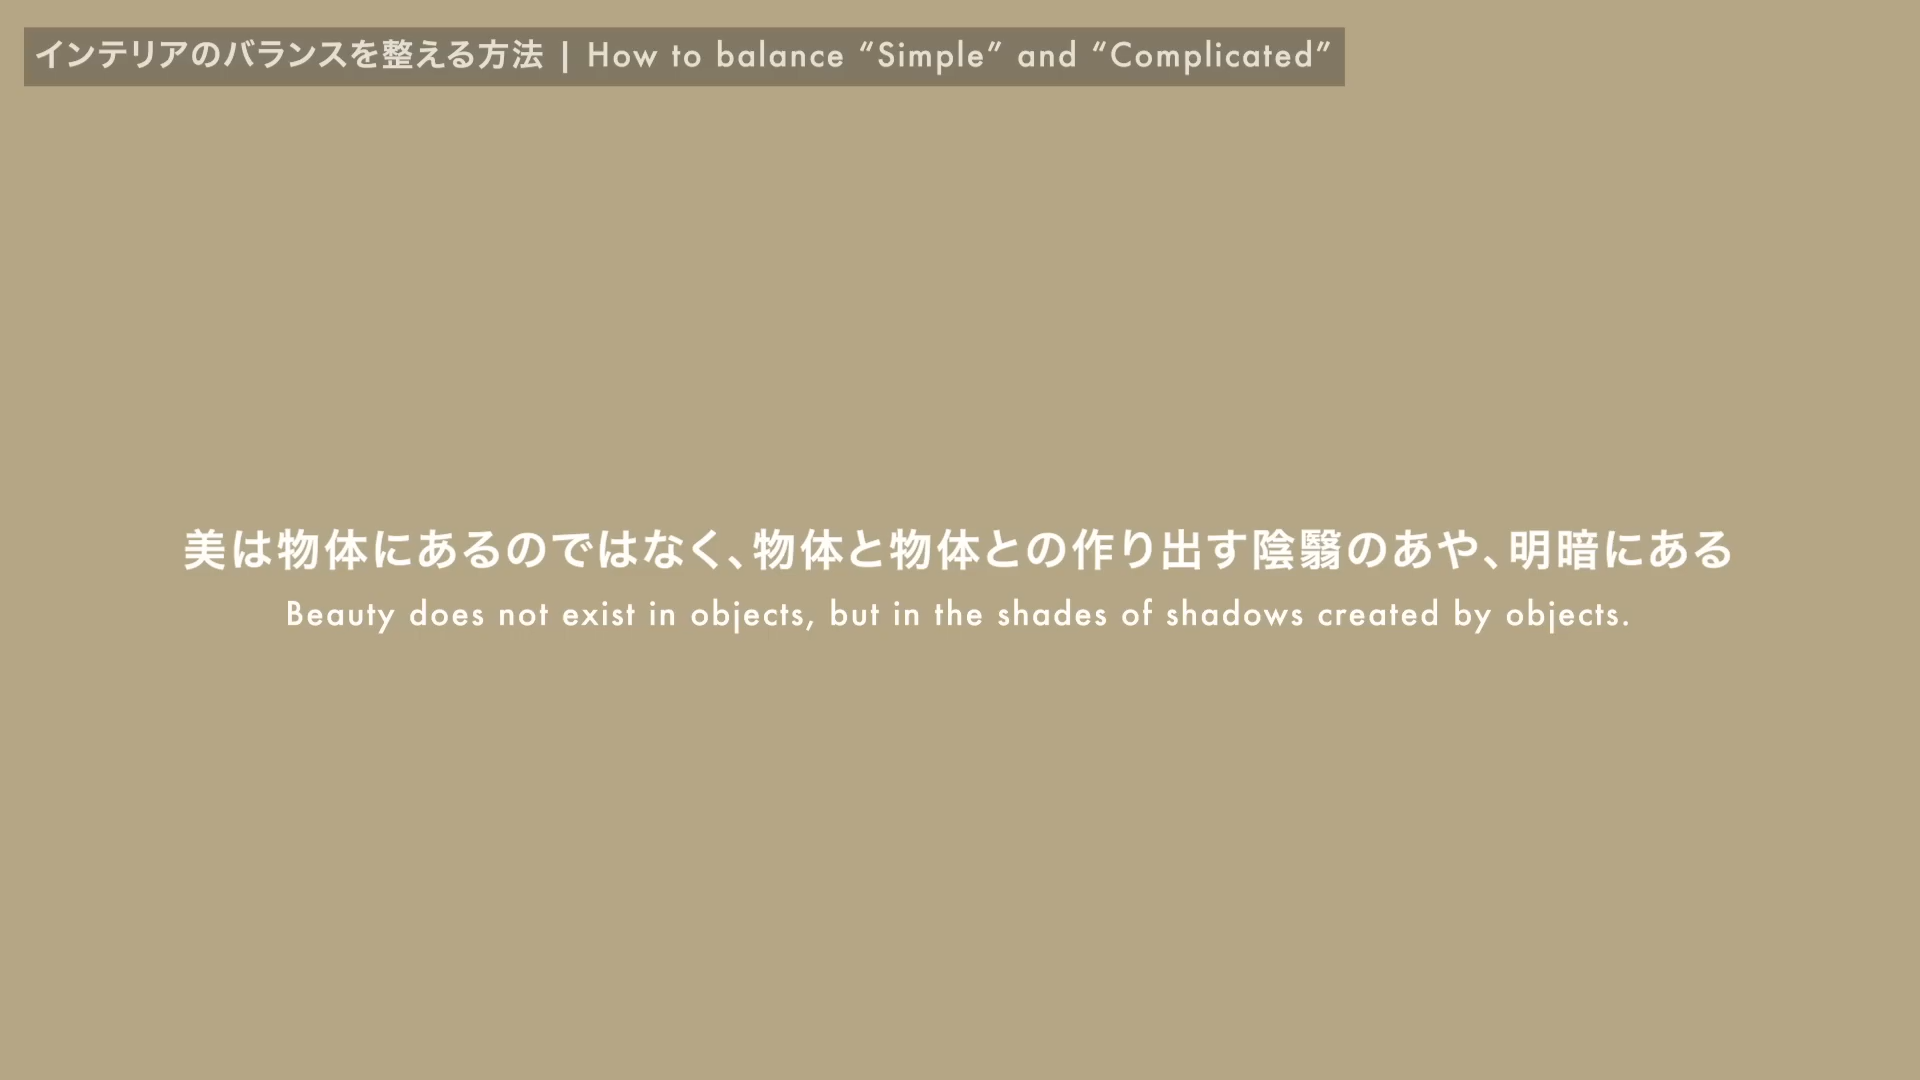 インテリアのバランスを整える方法 | How to balance “Simple” and “Complicated”
美は物体にあるのではなく、物体と物体との作り出す陰翳のあや、明暗にある
Beauty does not exist in objects, but in the shades of shadows created by objects.